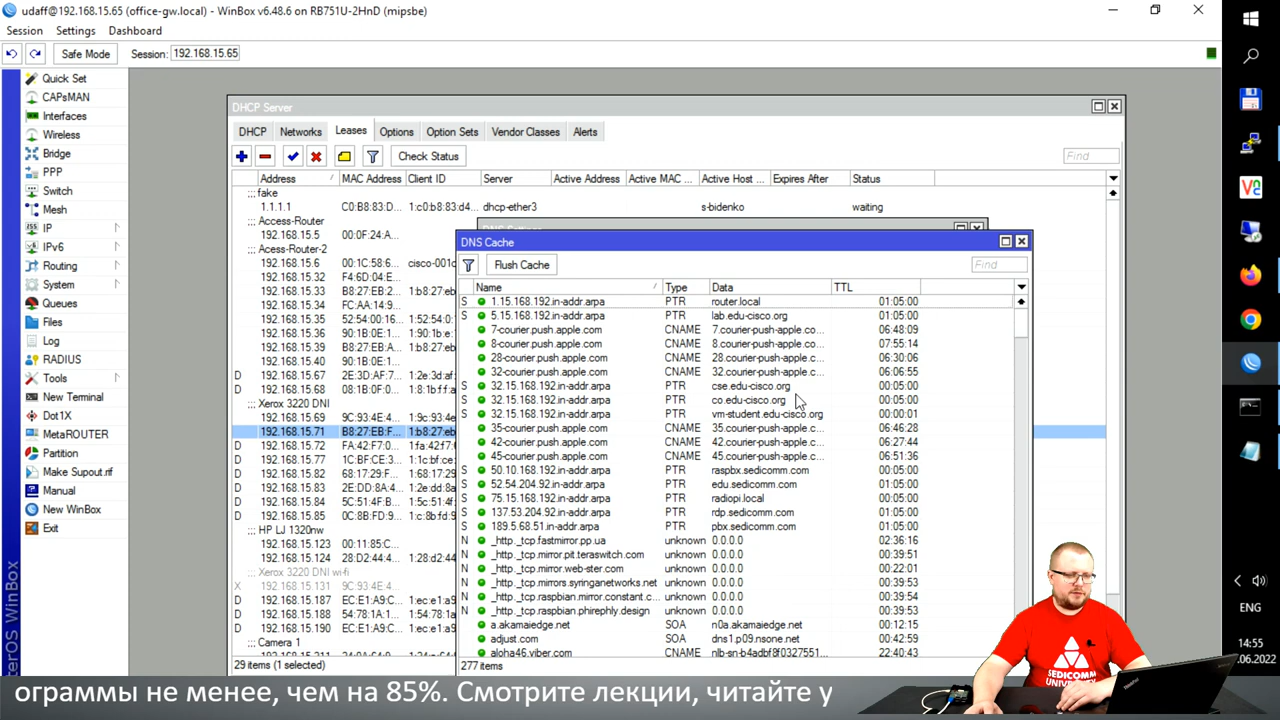 udaff@192.168.15.65 (office-gw.local) - WinBox v6.48.6 on RB751U-2HnD (mipsbe)
Session Settings Dashboard
Safe Mode Session: 192.168.15.65
Quick Set
CAPsMAN
Interfaces
Wireless
Bridge
PPP
Switch
Mesh
IP
IPv6
Routing
System
Queues
Files
Log
RADIUS
Tools
New Terminal
Dot1X
MetaROUTER
Partition
Make Supout.rif
Manual
New WinBox
Exit
terOS WinBox
DHCP Server
DHCP Networks Leases Options Option Sets Vendor Classes Alerts
Check Status Find
Address MAC Address Client ID Server Active Address Active MAC ... Active Host ... Expires After Status
;;; fake
1.1.1.1 C0:B8:83:D... 1:c0:b8:83:d4... dhcp-ether3 s-bidenko waiting
;;; Access-Router
192.168.15.5 00:0F:24:A...
;;; Acess-Router-2
192.168.15.6 00:1C:58:6... cisco-001c
192.168.15.32 F4:6D:04:E...
192.168.15.33 B8:27:EB:... 1:b8:27:eb
192.168.15.34 FC:AA:14:9...
192.168.15.35 52:54:00:16... 1:52:54:0:
192.168.15.36 90:1B:0E:1... 1:90:1b:e:
192.168.15.39 B8:27:EB:A... 1:b8:27:eb
192.168.15.40 90:1B:0E:1...
D 192.168.15.67 2E:3D:AF:7... 1:2e:3d:af:
D 192.168.15.68 08:1B:0F:0... 1:8:1b:f:f
;;; Xerox 3220 DNI
192.168.15.69 9C:93:4E:4... 1:9c:93:4e
192.168.15.71 B8:27:EB:F... 1:b8:27:eb
D 192.168.15.72 FA:42:F7:0... 1:fa:42:f7:
D 192.168.15.77 1C:BF:CE:3... 1:1c:bf:ce:
D 192.168.15.82 68:17:29:F... 1:68:17:29
D 192.168.15.83 2E:DD:8A:4... 1:2e:dd:8a
D 192.168.15.84 5C:51:4F:B... 1:5c:51:4f
D 192.168.15.85 0C:8B:FD:9... 1:c:8b:fd:
;;; HP LJ 1320nw
192.168.15.123 00:11:85:C...
192.168.15.124 28:D2:44:4... 1:28:d2:44
;;; Xerox 3220 DNI wi-fi
X 192.168.15.131 9C:93:4E:4...
D 192.168.15.187 EC:E1:A9:C... 1:ec:e1:a9
D 192.168.15.188 54:78:1A:1... 1:54:78:1a
D 192.168.15.190 EC:E1:A9:C... 1:ec:e1:a9
;;; Camera 1
29 items (1 selected)
DNS Cache
Flush Cache Find
Name Type Data TTL
S 1.15.168.192.in-addr.arpa PTR router.local 01:05:00
S 5.15.168.192.in-addr.arpa PTR lab.edu-cisco.org 01:05:00
7-courier.push.apple.com CNAME 7.courier-push-apple.co... 06:48:09
8-courier.push.apple.com CNAME 8.courier-push-apple.co... 07:55:14
28-courier.push.apple.com CNAME 28.courier-push-apple.c... 06:30:06
32-courier.push.apple.com CNAME 32.courier-push-apple.c... 06:06:55
S 32.15.168.192.in-addr.arpa PTR cse.edu-cisco.org 00:05:00
S 32.15.168.192.in-addr.arpa PTR co.edu-cisco.org 00:05:00
S 32.15.168.192.in-addr.arpa PTR vm-student.edu-cisco.org 00:00:01
35-courier.push.apple.com CNAME 35.courier-push-apple.c... 06:46:28
42-courier.push.apple.com CNAME 42.courier-push-apple.c... 06:27:44
45-courier.push.apple.com CNAME 45.courier-push-apple.c... 06:51:36
S 50.10.168.192.in-addr.arpa PTR raspbx.sedicomm.com 00:05:00
S 52.54.204.92.in-addr.arpa PTR edu.sedicomm.com 01:05:00
S 75.15.168.192.in-addr.arpa PTR radiopi.local 00:05:00
S 137.53.204.92.in-addr.arpa PTR rdp.sedicomm.com 01:05:00
S 189.5.68.51.in-addr.arpa PTR pbx.sedicomm.com 01:05:00
N _http._tcp.fastmirror.pp.ua unknown 0.0.0.0 02:36:16
N _http._tcp.mirror.pit.teraswitch.com unknown 0.0.0.0 00:39:51
N _http._tcp.mirror.web-ster.com unknown 0.0.0.0 00:22:01
N _http._tcp.mirrors.syringanetworks.net unknown 0.0.0.0 00:39:53
N _http._tcp.raspbian.mirror.constant.c... unknown 0.0.0.0 00:39:54
N _http._tcp.raspbian.phirephly.design unknown 0.0.0.0 00:39:53
a.akamaiedge.net SOA n0a.akamaiedge.net 00:12:15
adjust.com SOA dns1.p09.nsone.net 00:42:59
aloha46.viber.com CNAME nlb-sn-b4adbf8f0327551... 22:40:43
277 items
ENG
14:55
.06.2022
SEDICOMM
UNIVERSITY
ограммы не менее, чем на 85%. Смотрите лекции, читайте у